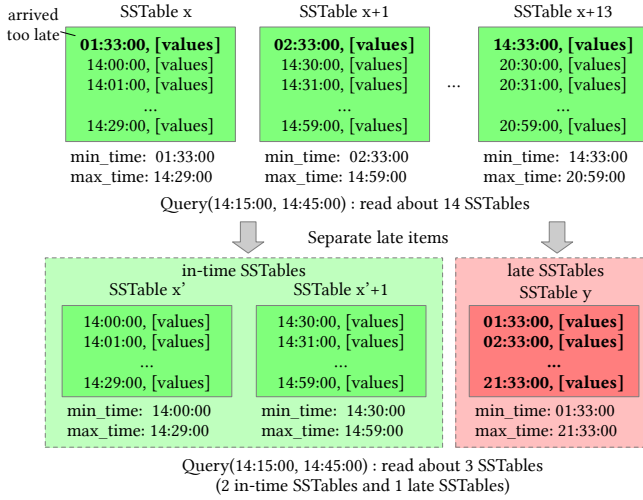 arrived
too late
SSTable x
01:33:00, [values]
14:00:00, [values]
14:01:00, [values]
...
14:29:00, [values]
min_time: 01:33:00
max_time: 14:29:00
SSTable x+1
02:33:00, [values]
14:30:00, [values]
14:31:00, [values]
...
14:59:00, [values]
min_time: 02:33:00
max_time: 14:59:00
...
SSTable x+13
14:33:00, [values]
20:30:00, [values]
20:31:00, [values]
...
20:59:00, [values]
min_time: 14:33:00
max_time: 20:59:00
Query(14:15:00, 14:45:00) : read about 14 SSTables
Separate late items
in-time SSTables
SSTable x'
14:00:00, [values]
14:01:00, [values]
...
14:29:00, [values]
min_time: 14:00:00
max_time: 14:29:00
SSTable x'+1
14:30:00, [values]
14:31:00, [values]
...
14:59:00, [values]
min_time: 14:30:00
max_time: 14:59:00
late SSTables
SSTable y
01:33:00, [values]
02:33:00, [values]
...
21:33:00, [values]
min_time: 01:33:00
max_time: 21:33:00
Query(14:15:00, 14:45:00) : read about 3 SSTables
(2 in-time SSTables and 1 late SSTables)